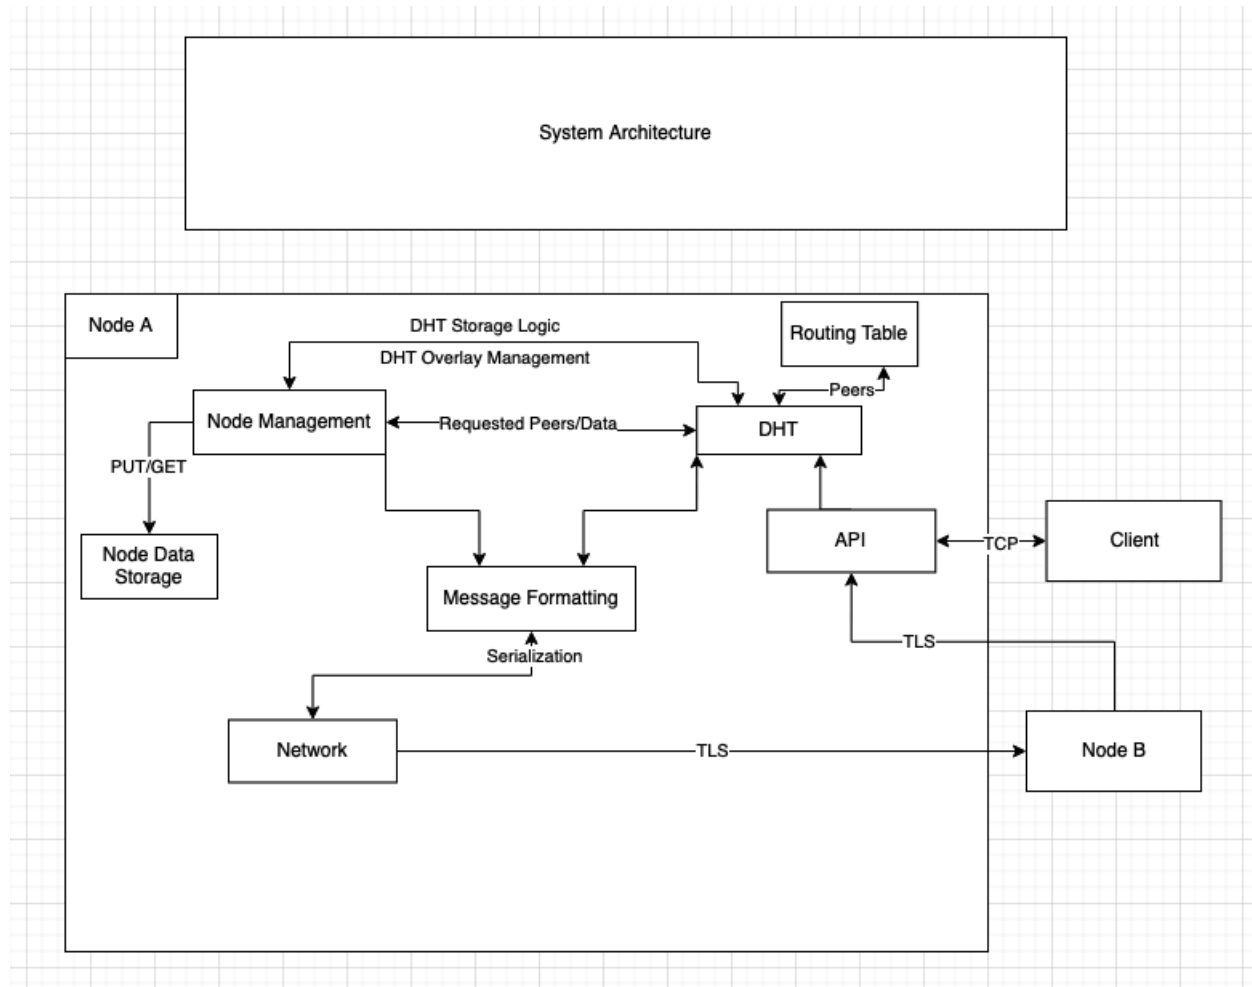 System Architecture
Node A
DHT Storage Logic
Routing Table
DHT Overlay Management
Peers
Node Management
Requested Peers/Data
DHT
PUT/GET
Node Data
Storage
API
TCP
Client
Message Formatting
TLS
Serialization
Network
TLS
Node B